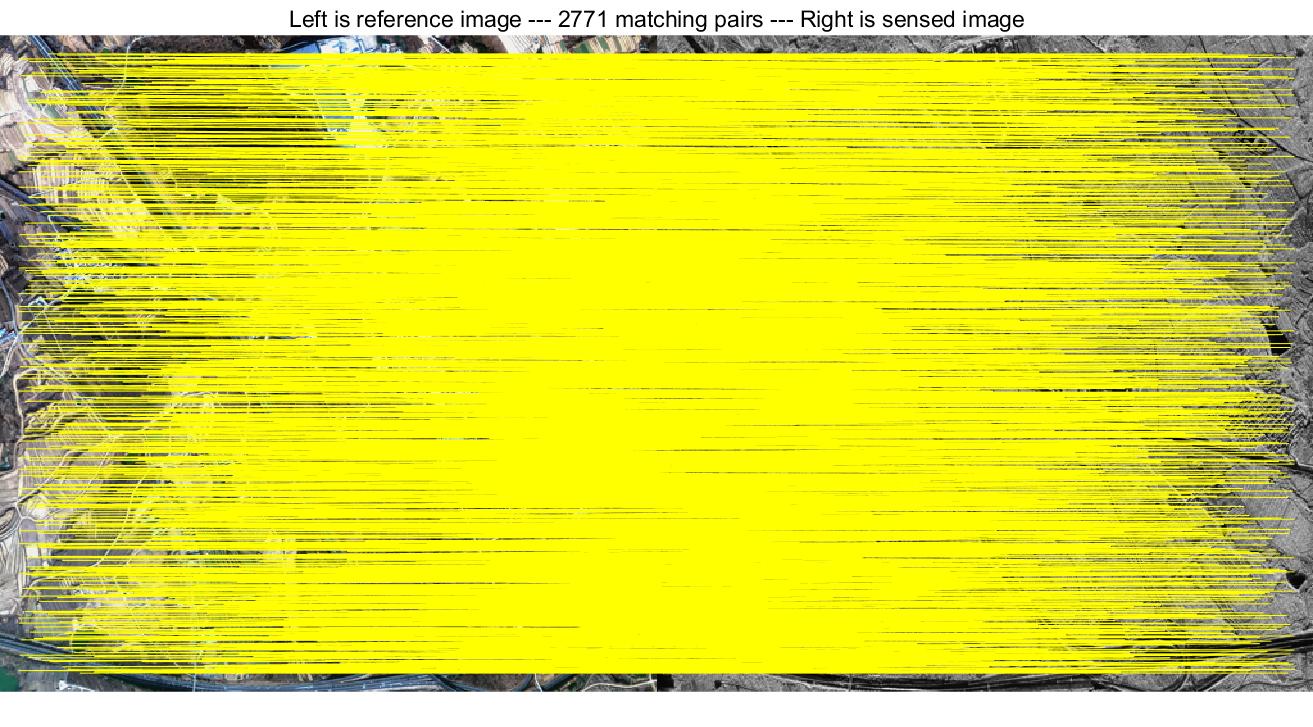 Left is reference image --- 2771 matching pairs --- Right is sensed image